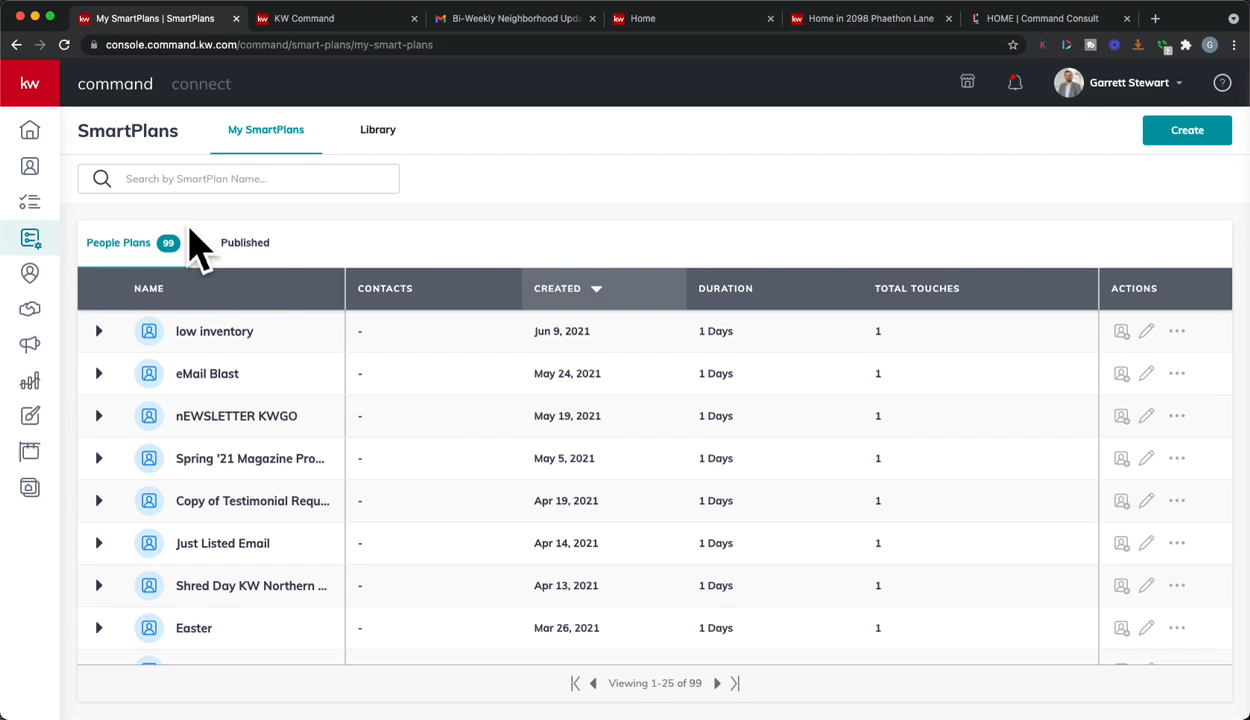 My SmartPlans | SmartPlans
KW Command
Bi-Weekly Neighborhood Upda
Home
Home in 2098 Phaethon Lane
HOME | Command Consult
console.command.kw.com/command/smart-plans/my-smart-plans
kw command connect
Garrett Stewart
SmartPlans
My SmartPlans
Library
Create
Search by SmartPlan Name...
People Plans 99
Published
NAME CONTACTS CREATED DURATION TOTAL TOUCHES ACTIONS
low inventory - Jun 9, 2021 1 Days 1
eMail Blast - May 24, 2021 1 Days 1
nEWSLETTER KWGO - May 19, 2021 1 Days 1
Spring '21 Magazine Pro... - May 5, 2021 1 Days 1
Copy of Testimonial Requ... - Apr 19, 2021 1 Days 1
Just Listed Email - Apr 14, 2021 1 Days 1
Shred Day KW Northern ... - Apr 13, 2021 1 Days 1
Easter - Mar 26, 2021 1 Days 1
Viewing 1-25 of 99